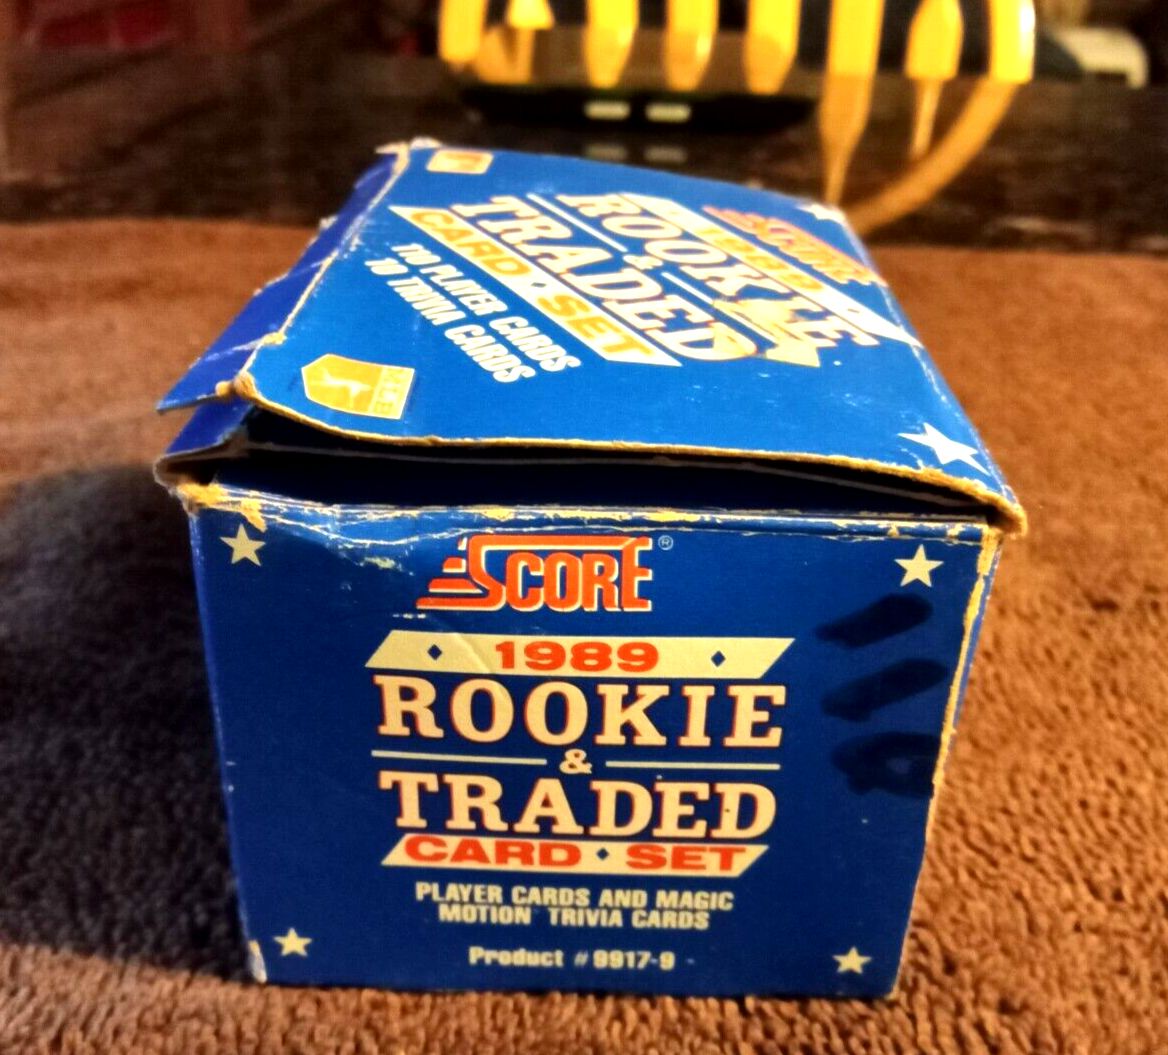 SCORE
1989
ROOKIE
&
TRADED
CARD · SET
110 PLAYER CARDS
10 TRIVIA CARDS
SCORE®
1989
ROOKIE
&
TRADED
CARD · SET
PLAYER CARDS AND MAGIC
MOTION TRIVIA CARDS
Product # 9917-9